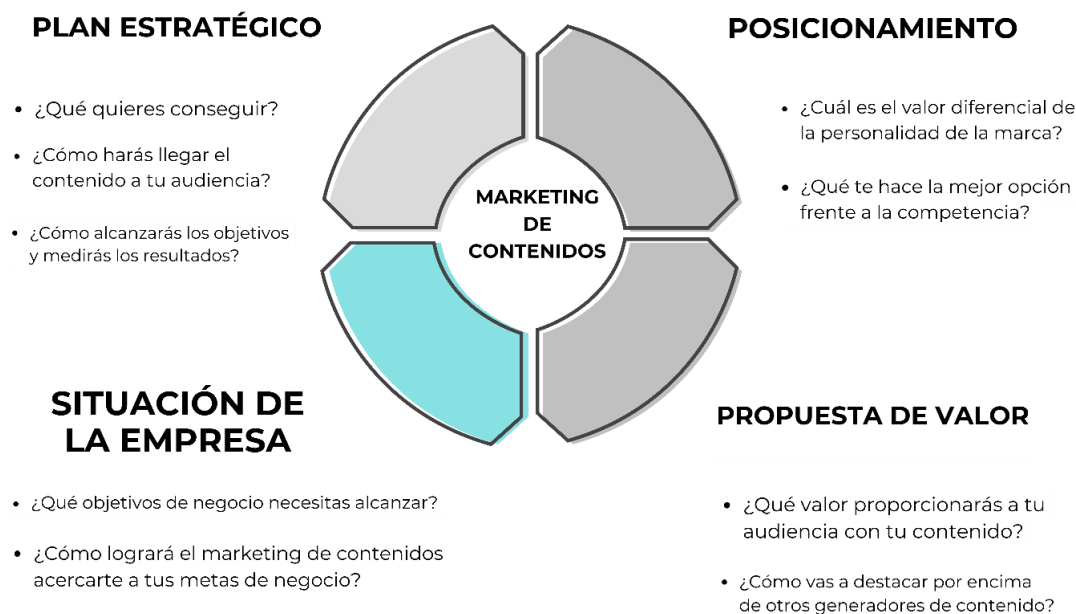 PLAN ESTRATÉGICO
• ¿Qué quieres conseguir?
• ¿Cómo harás llegar el
contenido a tu audiencia?
• ¿Cómo alcanzarás los objetivos
y medirás los resultados?
POSICIONAMIENTO
• ¿Cuál es el valor diferencial de
la personalidad de la marca?
• ¿Qué te hace la mejor opción
frente a la competencia?
MARKETING
DE
CONTENIDOS
SITUACIÓN DE
LA EMPRESA
• ¿Qué objetivos de negocio necesitas alcanzar?
• ¿Cómo logrará el marketing de contenidos
acercarte a tus metas de negocio?
PROPUESTA DE VALOR
• ¿Qué valor proporcionarás a tu
audiencia con tu contenido?
• ¿Cómo vas a destacar por encima
de otros generadores de contenido?